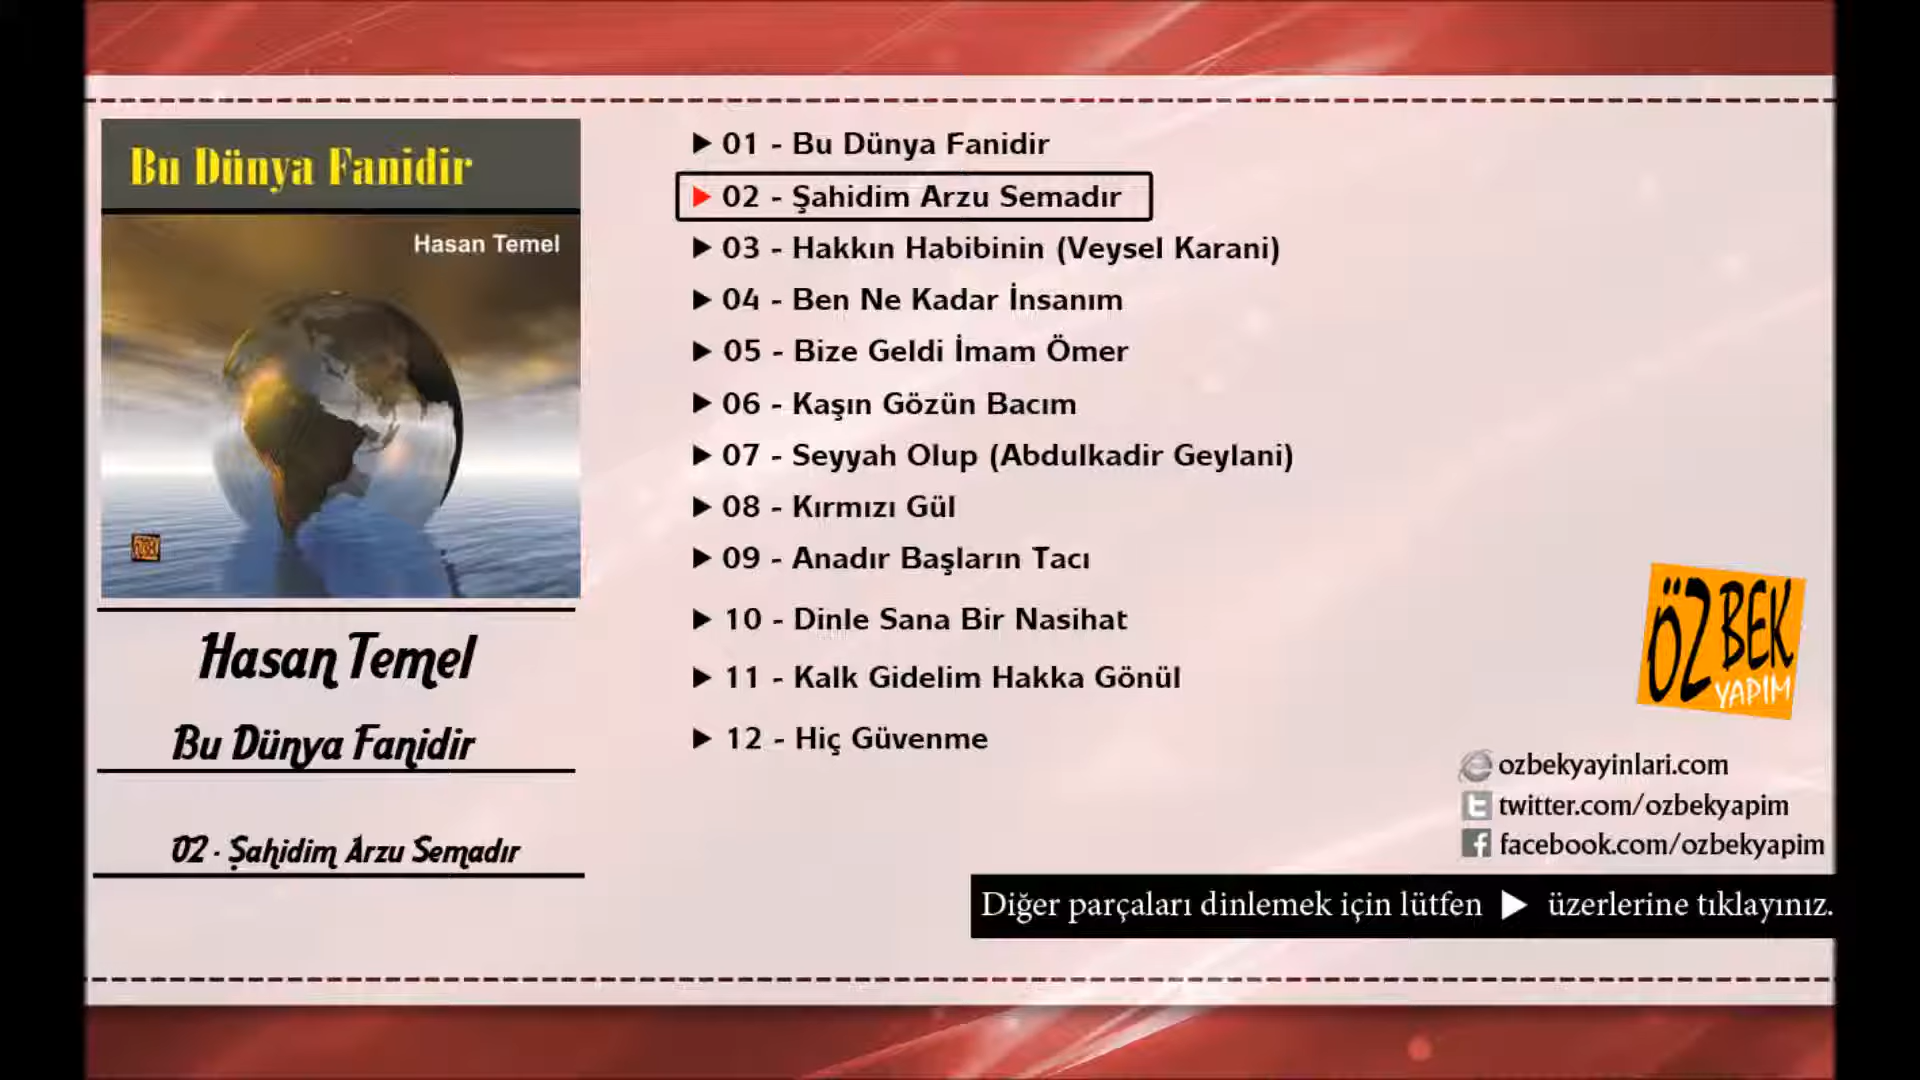 Bu Dünya Fanidir
Hasan Temel
ÖZBEK
Hasan Temel
Bu Dünya Fanidir
02 - Şahidim Arzu Semadır
01 - Bu Dünya Fanidir
02 - Şahidim Arzu Semadır
03 - Hakkın Habibinin (Veysel Karani)
04 - Ben Ne Kadar İnsanım
05 - Bize Geldi İmam Ömer
06 - Kaşın Gözün Bacım
07 - Seyyah Olup (Abdulkadir Geylani)
08 - Kırmızı Gül
09 - Anadır Başların Tacı
10 - Dinle Sana Bir Nasihat
11 - Kalk Gidelim Hakka Gönül
12 - Hiç Güvenme
ÖZBEK
YAPIM
ozbekyayinlari.com
twitter.com/ozbekyapim
facebook.com/ozbekyapim
Diğer parçaları dinlemek için lütfen ▶ üzerlerine tıklayınız.